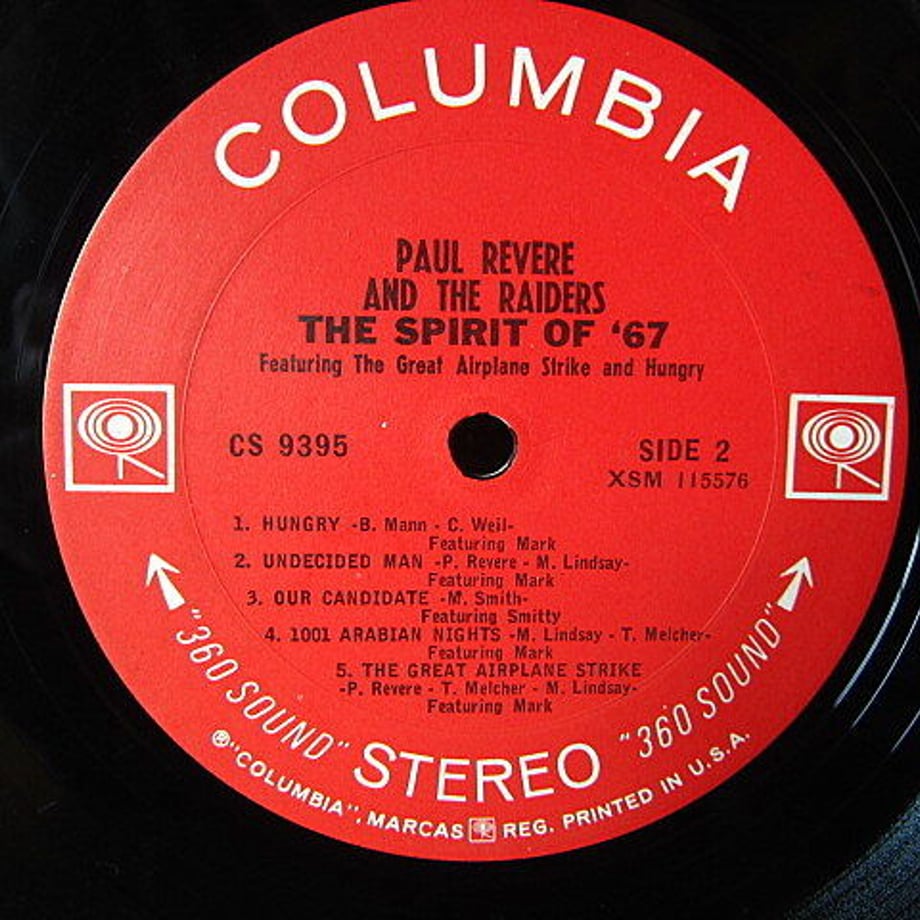 COLUMBIA
PAUL REVERE
AND THE RAIDERS
THE SPIRIT OF '67
Featuring The Great Airplane Strike and Hungry
CS 9395
SIDE 2
XSM 115576
1. HUNGRY -B. Mann - C. Weil-
Featuring Mark
2. UNDECIDED MAN -P. Revere - M. Lindsay-
Featuring Mark
3. OUR CANDIDATE -M. Smith-
Featuring Smitty
4. 1001 ARABIAN NIGHTS -M. Lindsay - T. Melcher-
Featuring Mark
5. THE GREAT AIRPLANE STRIKE
-P. Revere - T. Melcher - M. Lindsay-
Featuring Mark
"360 SOUND" STEREO "360 SOUND"
®"COLUMBIA", MARCAS REG. PRINTED IN U.S.A.